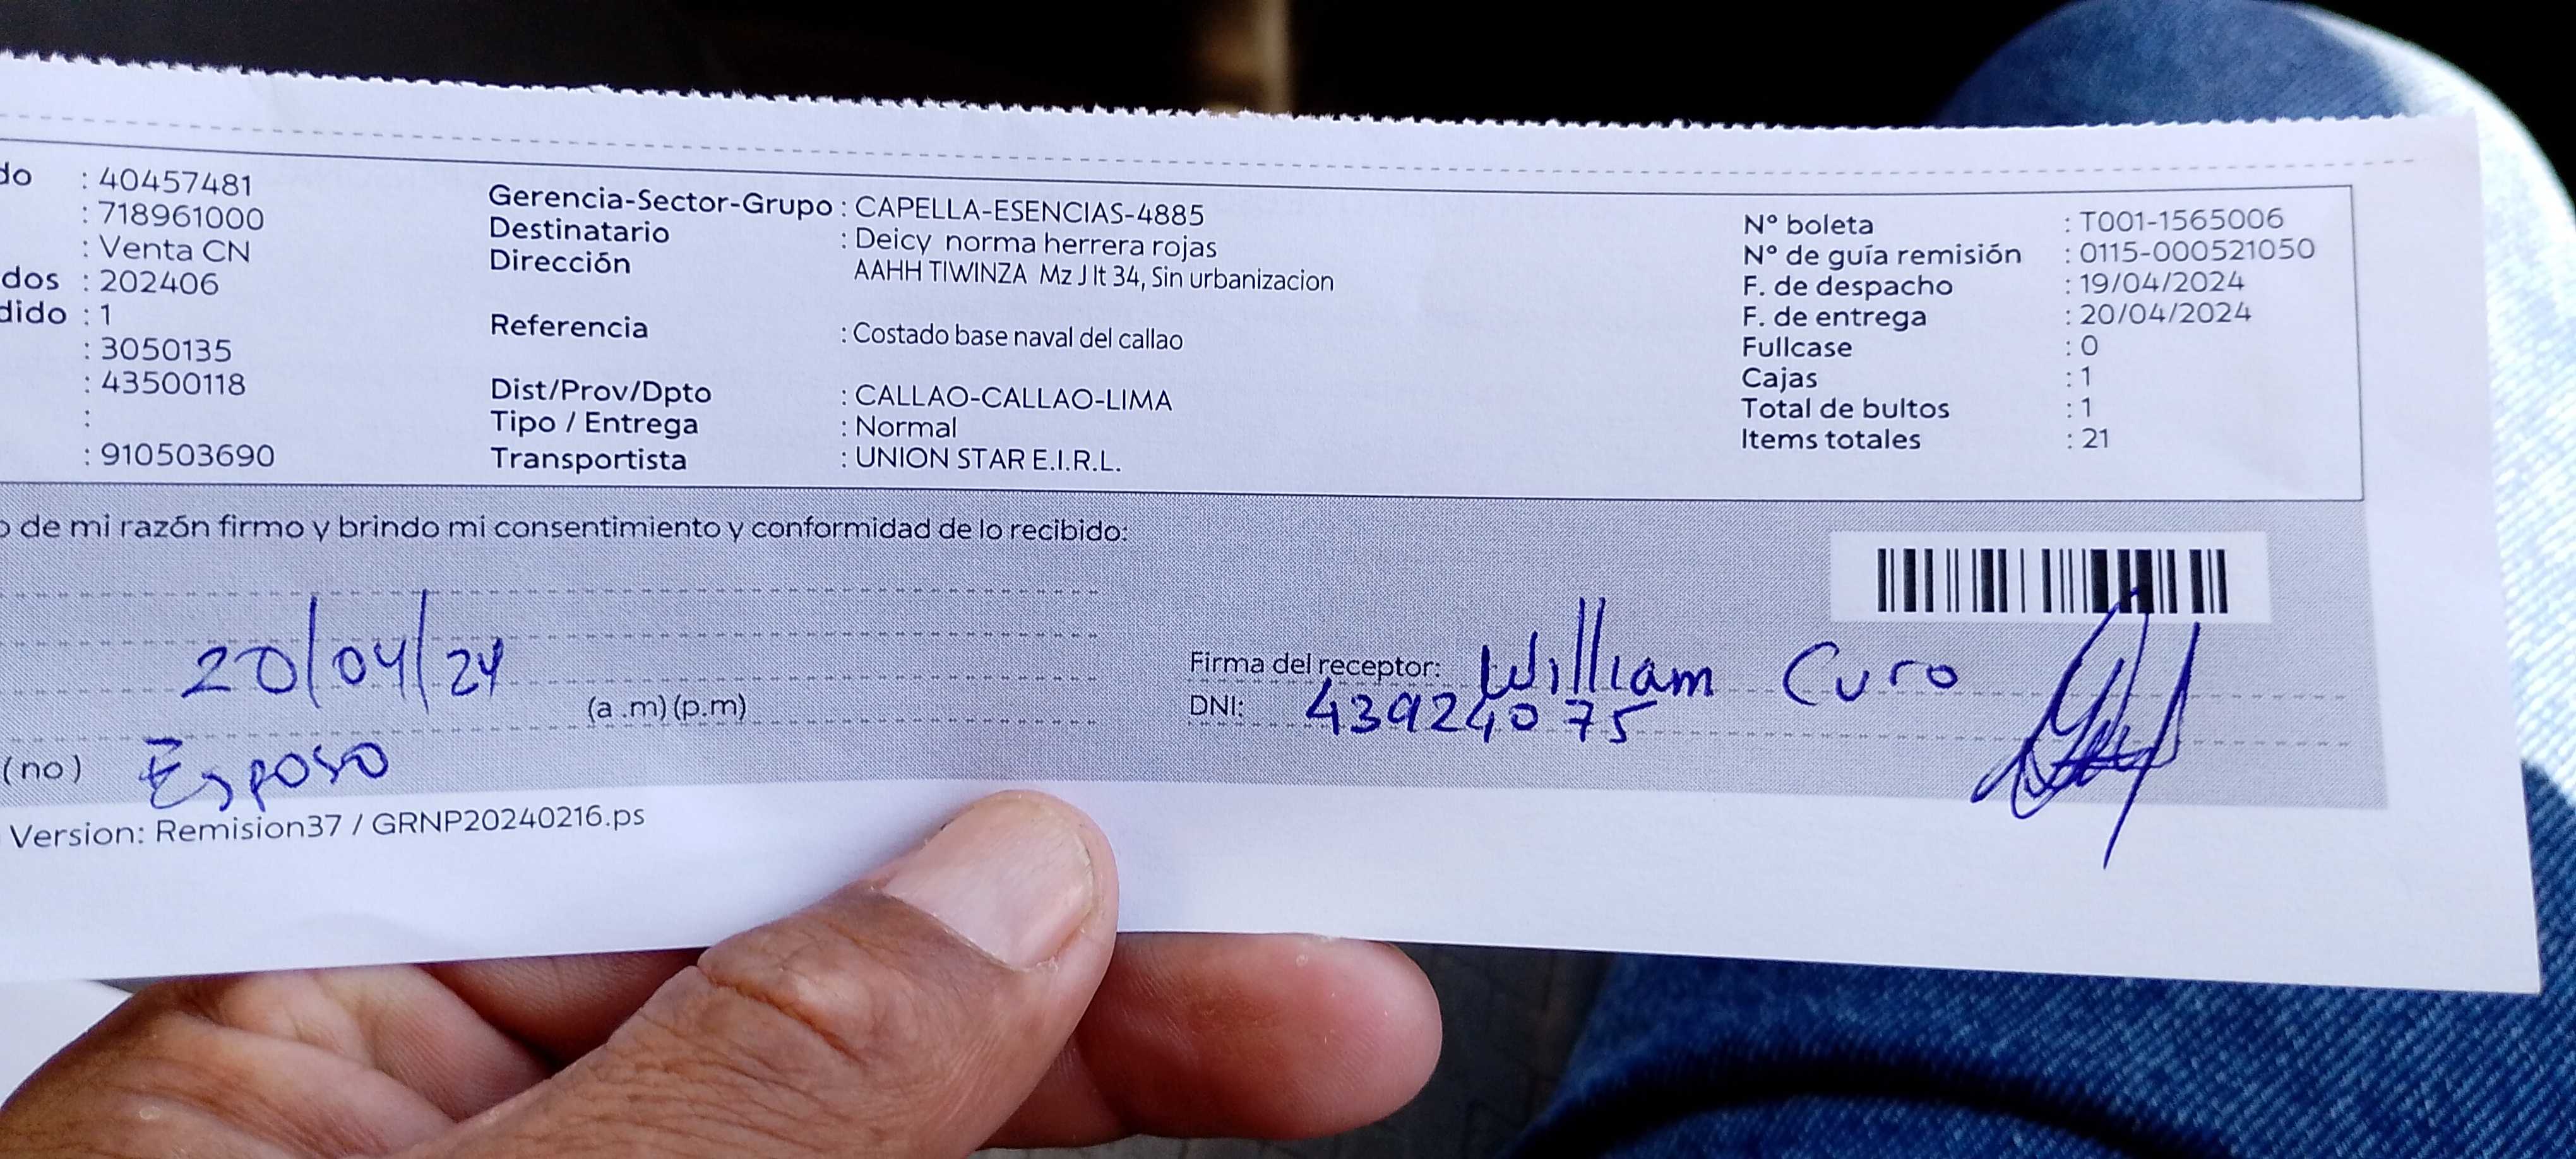 do : 40457481
: 718961000
: Venta CN
dos : 202406
dido : 1
: 3050135
: 43500118
:
: 910503690
Gerencia-Sector-Grupo : CAPELLA-ESENCIAS-4885
Destinatario : Deicy norma herrera rojas
Dirección AAHH TIWINZA Mz J lt 34, Sin urbanizacion
Referencia : Costado base naval del callao
Dist/Prov/Dpto : CALLAO-CALLAO-LIMA
Tipo / Entrega : Normal
Transportista : UNION STAR E.I.R.L.
Nº boleta : T001-1565006
Nº de guía remisión : 0115-000521050
F. de despacho : 19/04/2024
F. de entrega : 20/04/2024
Fullcase : 0
Cajas : 1
Total de bultos : 1
Items totales : 21
o de mi razón firmo y brindo mi consentimiento y conformidad de lo recibido:
20/04/24
(a .m) (p.m)
Firma del receptor: William Curo
DNI: 43924075
(no) Esposo
Version: Remision37 / GRNP20240216.ps